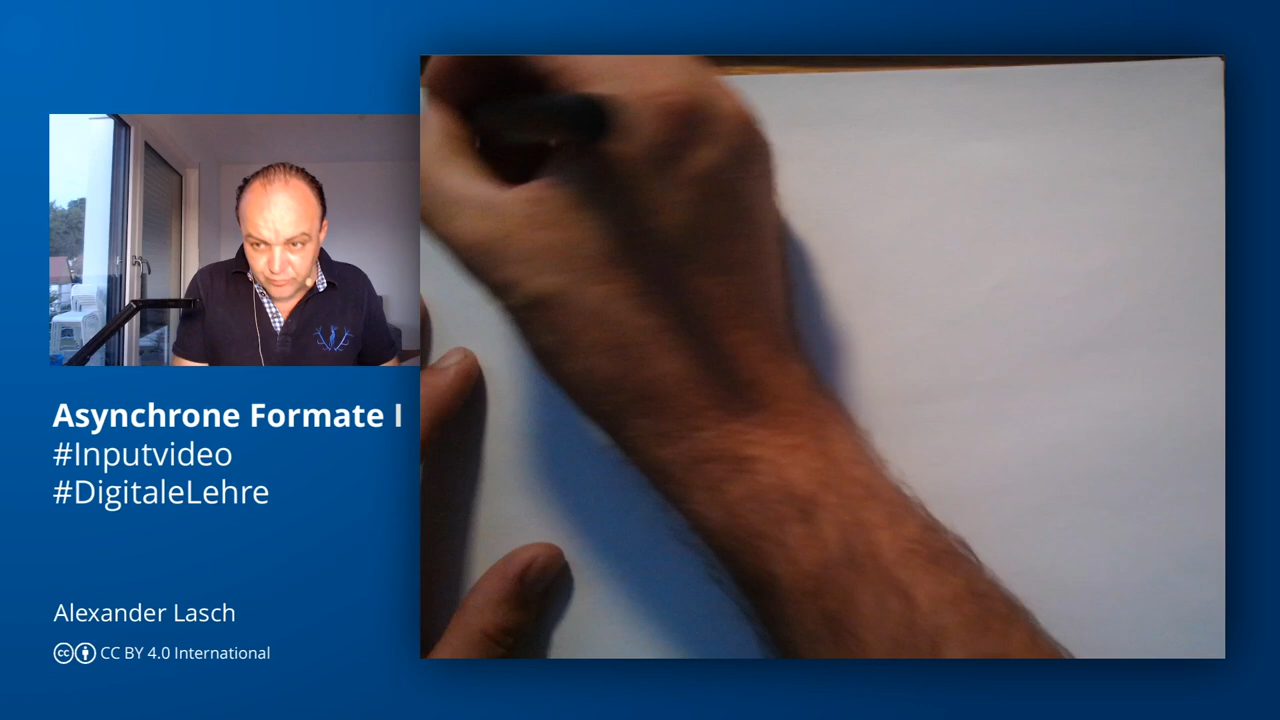 Asynchrone Formate I
#Inputvideo
#DigitaleLehre
Alexander Lasch
CC BY 4.0 International